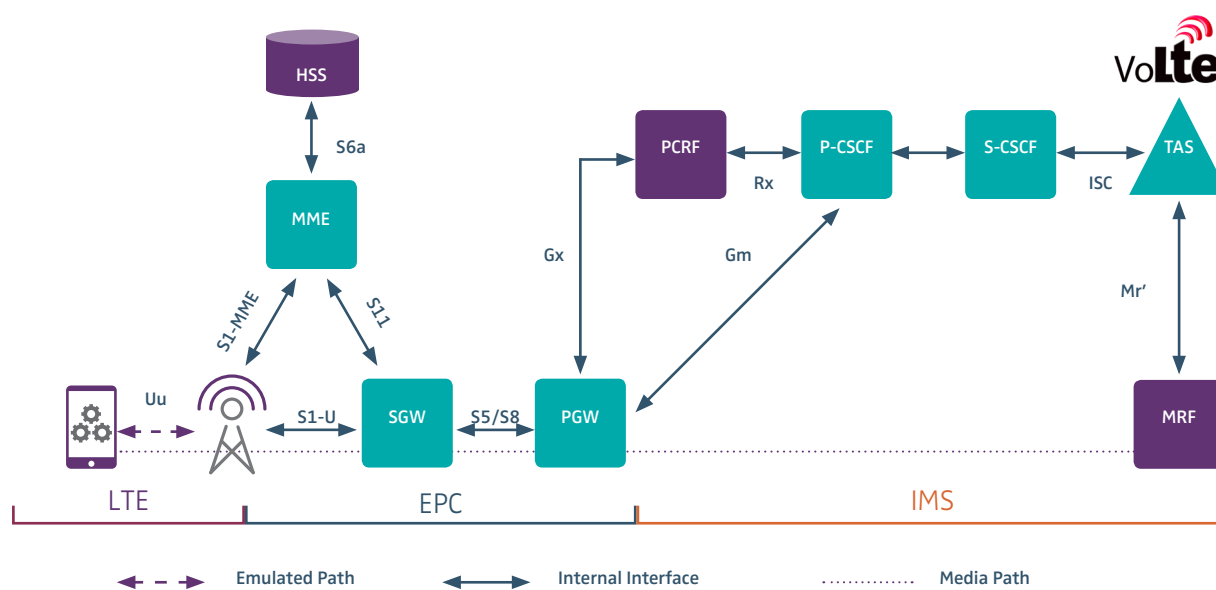 VoLte
HSS
S6a
PCRF
P-CSCF
S-CSCF
TAS
Rx
ISC
MME
Gx
Gm
Mr’
S1-MME
S11
Uu
S1-U
SGW
S5/S8
PGW
MRF
LTE
EPC
IMS
Emulated Path
Internal Interface
Media Path